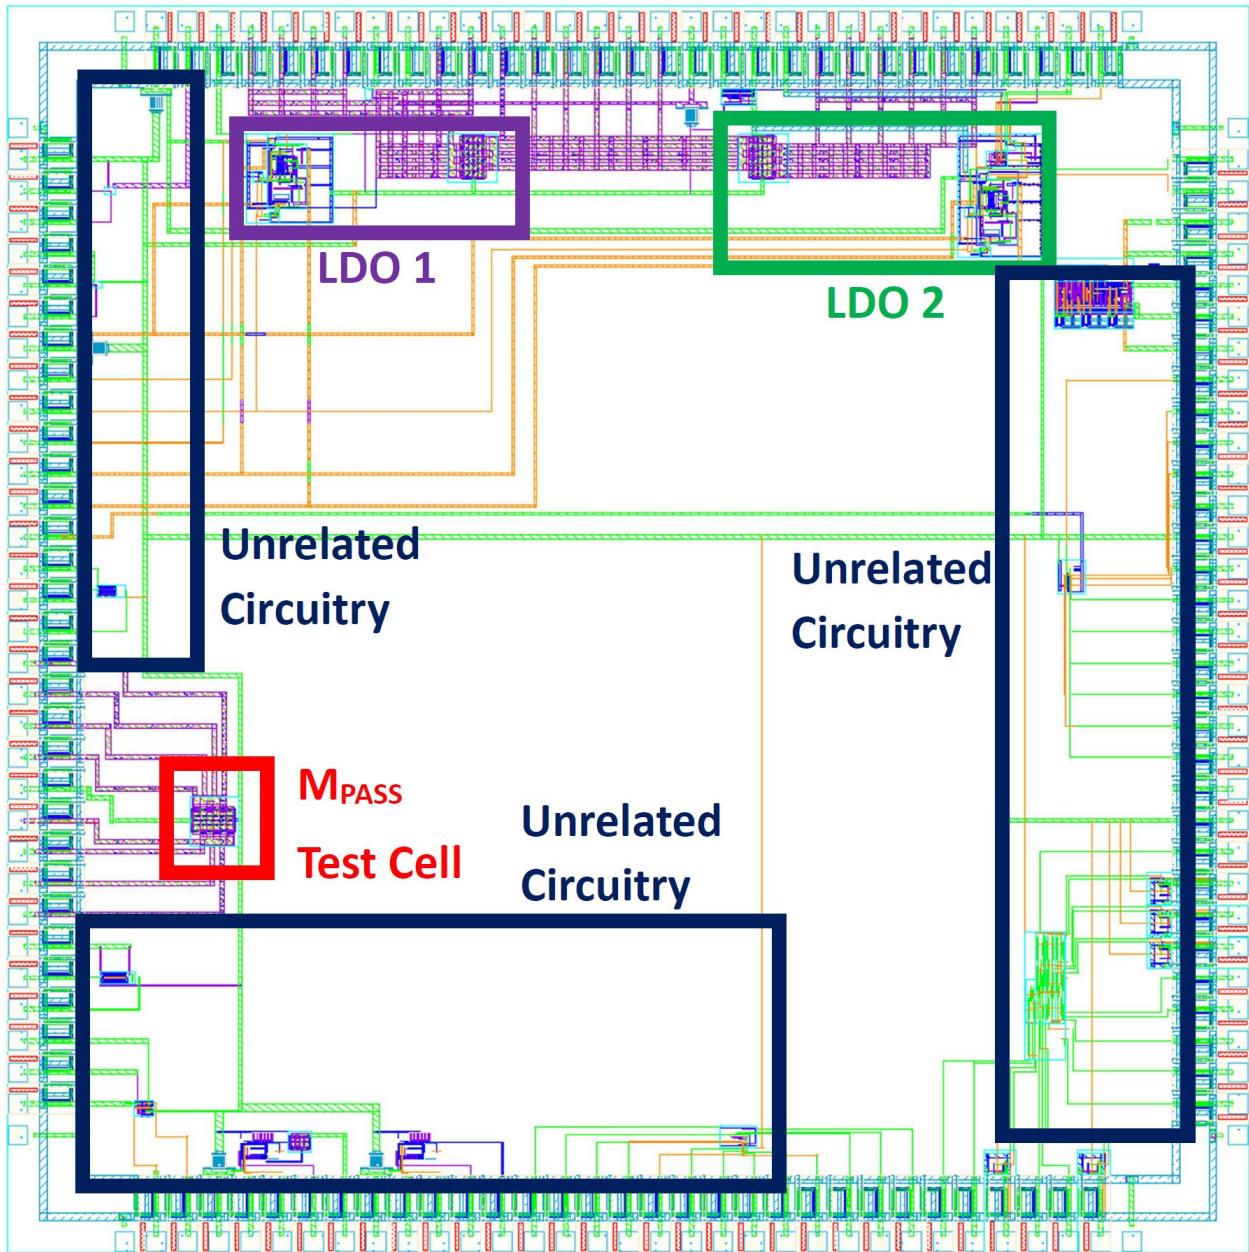 LDO 1
LDO 2
Unrelated
Circuitry
Unrelated
Circuitry
MPASS
Test Cell
Unrelated
Circuitry